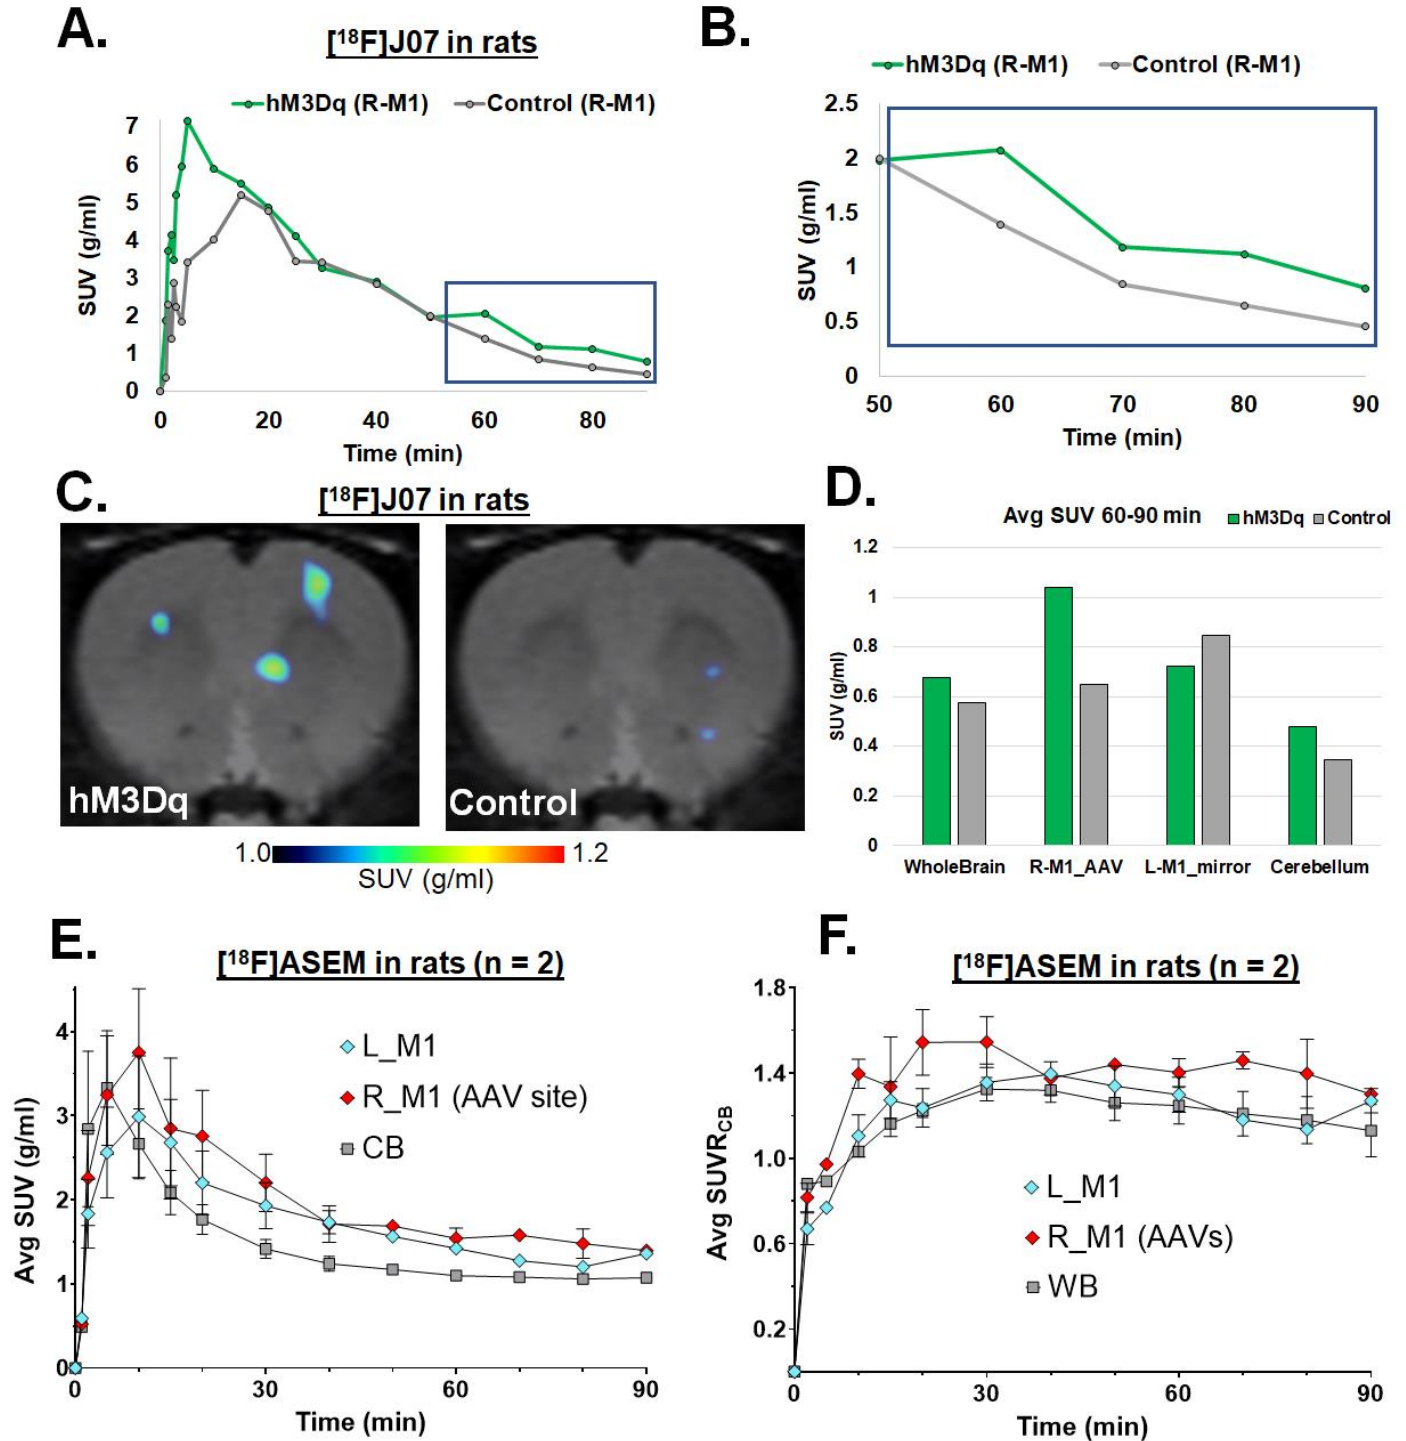 A.
[¹⁸F]J07 in rats
hM3Dq (R-M1) Control (R-M1)
7
6
5
4
3
2
1
0
SUV (g/ml)
0 20 40 60 80
Time (min)
B.
hM3Dq (R-M1) Control (R-M1)
2.5
2
1.5
1
0.5
0
SUV (g/ml)
50 60 70 80 90
Time (min)
C.
[¹⁸F]J07 in rats
hM3Dq
Control
1.0 1.2
SUV (g/ml)
D.
Avg SUV 60-90 min hM3Dq Control
1.2
1
0.8
0.6
0.4
0.2
0
SUV (g/ml)
WholeBrain R-M1_AAV L-M1_mirror Cerebellum
E.
[¹⁸F]ASEM in rats (n = 2)
L_M1
R_M1 (AAV site)
CB
4
3
2
1
0
Avg SUV (g/ml)
0 30 60 90
Time (min)
F.
[¹⁸F]ASEM in rats (n = 2)
1.8
1.4
1.0
0.6
0.2
Avg SUVR_CB
L_M1
R_M1 (AAVs)
WB
0 30 60 90
Time (min)